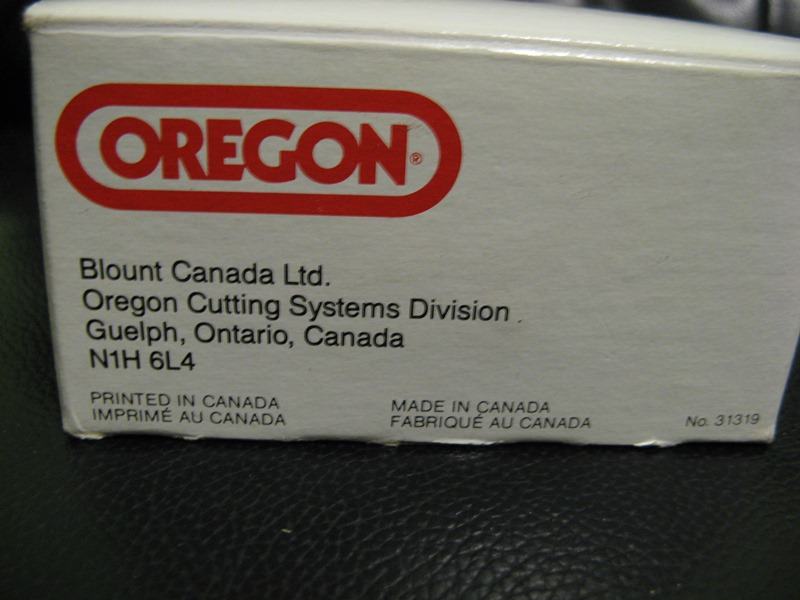 OREGON®
Blount Canada Ltd.
Oregon Cutting Systems Division
Guelph, Ontario, Canada
N1H 6L4
PRINTED IN CANADA
IMPRIMÉ AU CANADA
MADE IN CANADA
FABRIQUÉ AU CANADA
No. 31319